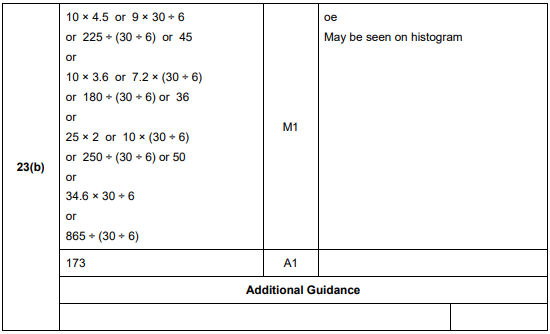 23(b)
10 × 4.5 or 9 × 30 ÷ 6
or 225 ÷ (30 ÷ 6) or 45
or
10 × 3.6 or 7.2 × (30 ÷ 6)
or 180 ÷ (30 ÷ 6) or 36
or
25 × 2 or 10 × (30 ÷ 6)
or 250 ÷ (30 ÷ 6) or 50
or
34.6 × 30 ÷ 6
or
865 ÷ (30 ÷ 6)
M1
oe
May be seen on histogram
173
A1
Additional Guidance